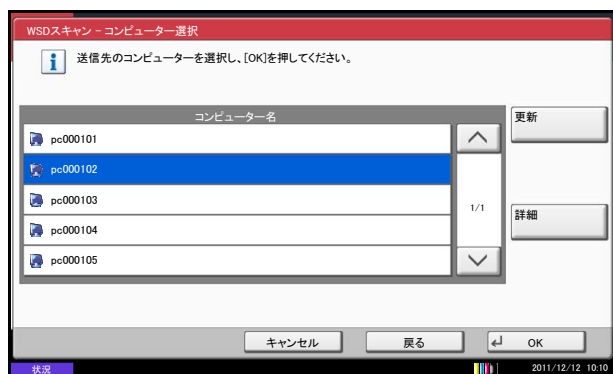 WSDスキャン - コンピューター選択
送信先のコンピューターを選択し、[OK]を押してください。
コンピューター名
更新
pc000101
pc000102
pc000103
1/1
詳細
pc000104
pc000105
キャンセル
戻る
OK
状況
2011/12/12 10:10